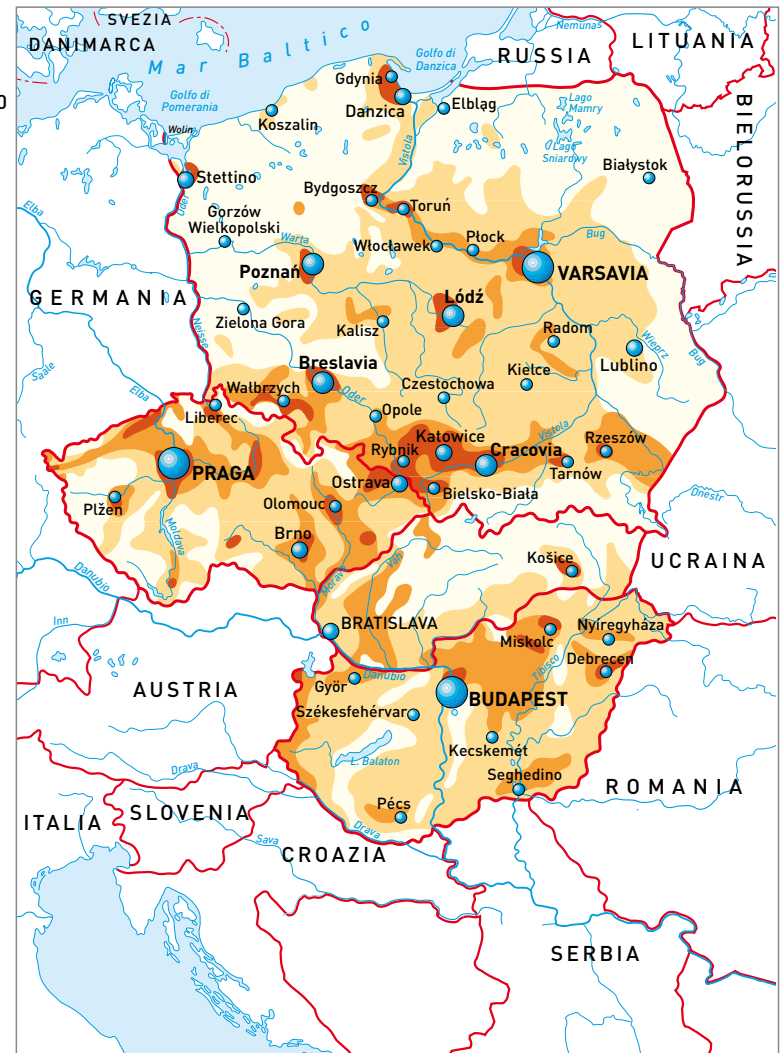 SVEZIA
DANIMARCA
Mar Baltico
Golfo di
Danzica
Nemunas
RUSSIA
LITUANIA
O
Golfo di
Pomerania
Gdynia
Danzica
Elbląg
Koszalin
Wolin
Lago
Mamry
Lago
Sniardwy
BIELORUSSIA
Vistola
Białystok
Stettino
Oder
Bydgoszcz
Toruń
Elba
Gorzów
Wielkopolski
Warta
Włocławek
Płock
Bug
Poznań
VARSAVIA
GERMANIA
Lódź
Zielona Gora
Neisse
Kalisz
Radom
Wieprz
Bug
Lublino
Saale
Elba
Breslavia
Wałbrzych
Oder
Czestochowa
Kielce
Liberec
Opole
Vistola
Katowice
Cracovia
Rzeszów
Rybnik
Tarnów
PRAGA
Ostrava
Bielsko-Biała
Dnestr
Plžen
Olomouc
Moldava
Brno
Danubio
Morava
Váh
Košice
UCRAINA
Inn
BRATISLAVA
Miskolc
Nyíregyháza
Tibisco
Debrecen
AUSTRIA
Györ
Danubio
BUDAPEST
Székesfehérvar
Kecskemét
L. Balaton
Seghedino
Drava
ROMANIA
ITALIA
SLOVENIA
Pécs
Drava
Sava
CROAZIA
SERBIA